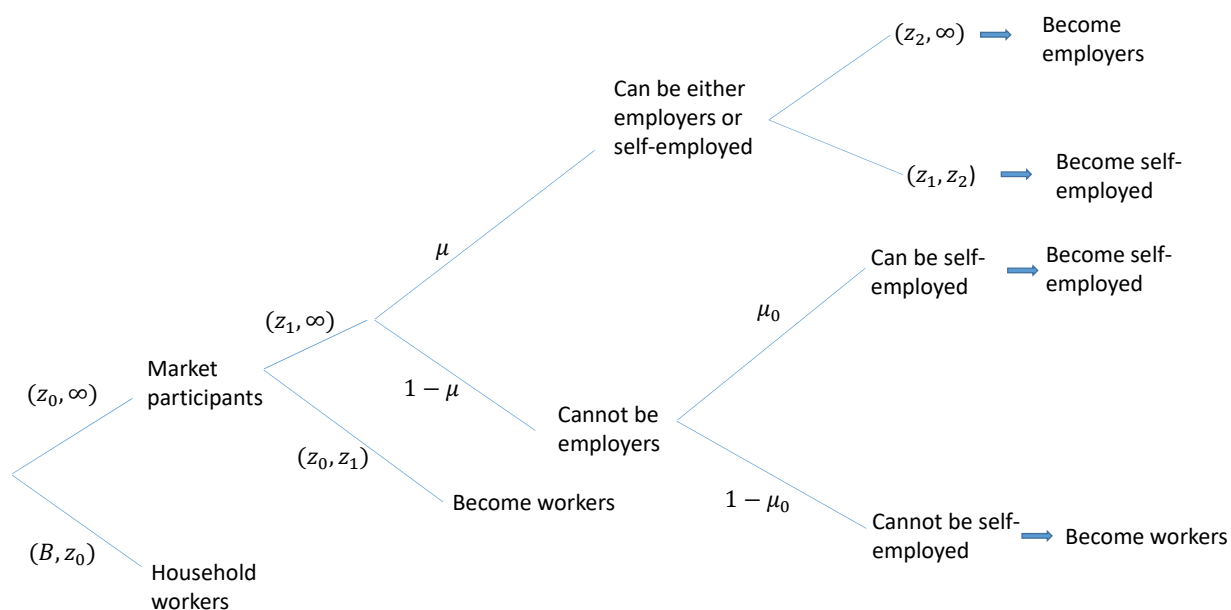 (z₂, ∞)
Become
employers
Can be either
employers or
self-employed
(z₁, z₂)
Become self-
employed
μ
Can be self-
employed
Become self-
employed
(z₁, ∞)
μ₀
Market
participants
(z₀, ∞)
1 − μ
Cannot be
employers
(z₀, z₁)
Become workers
1 − μ₀
Cannot be self-
employed
Become workers
(B, z₀)
Household
workers